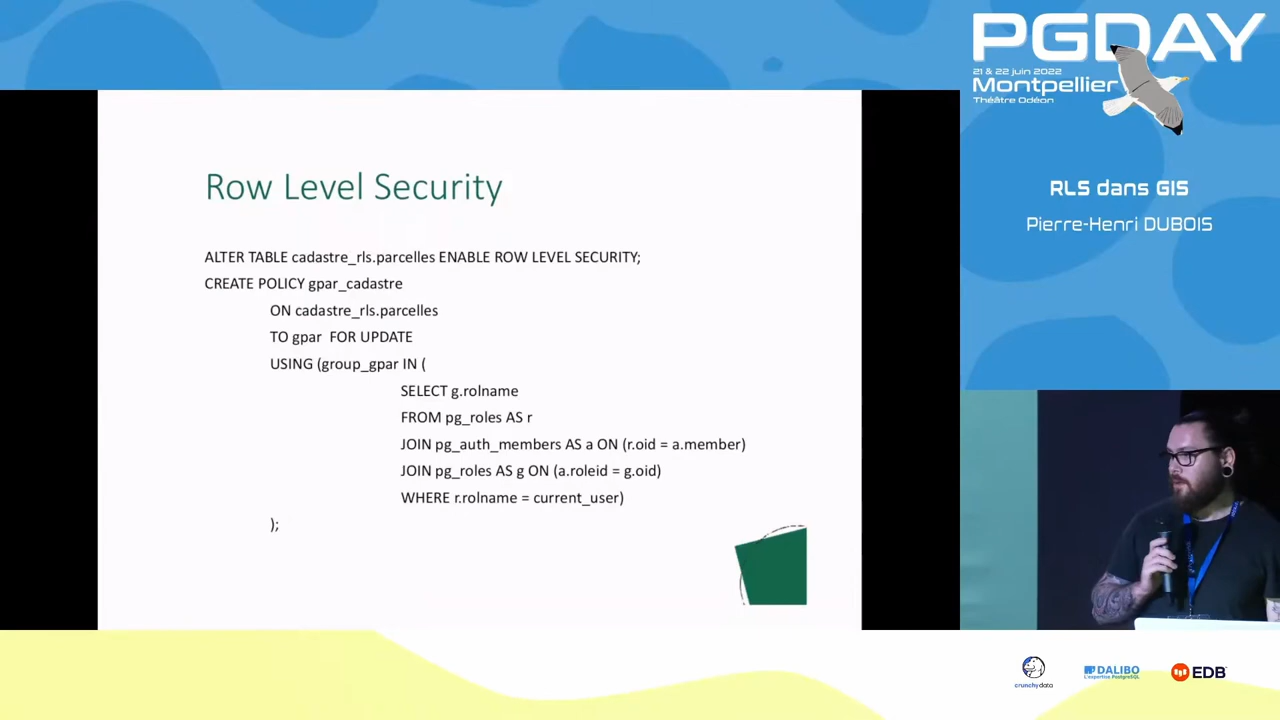 Row Level Security
ALTER TABLE cadastre_rls.parcelles ENABLE ROW LEVEL SECURITY;
CREATE POLICY gpar_cadastre
ON cadastre_rls.parcelles
TO gpar FOR UPDATE
USING (group_gpar IN (
SELECT g.rolname
FROM pg_roles AS r
JOIN pg_auth_members AS a ON (r.oid = a.member)
JOIN pg_roles AS g ON (a.roleid = g.oid)
WHERE r.rolname = current_user)
);
PGDAY
21 & 22 juin 2022
Montpellier
Théâtre Odéon
RLS dans GIS
Pierre-Henri DUBOIS
crunchydata
DALIBO
L'expertise PostgreSQL
EDB